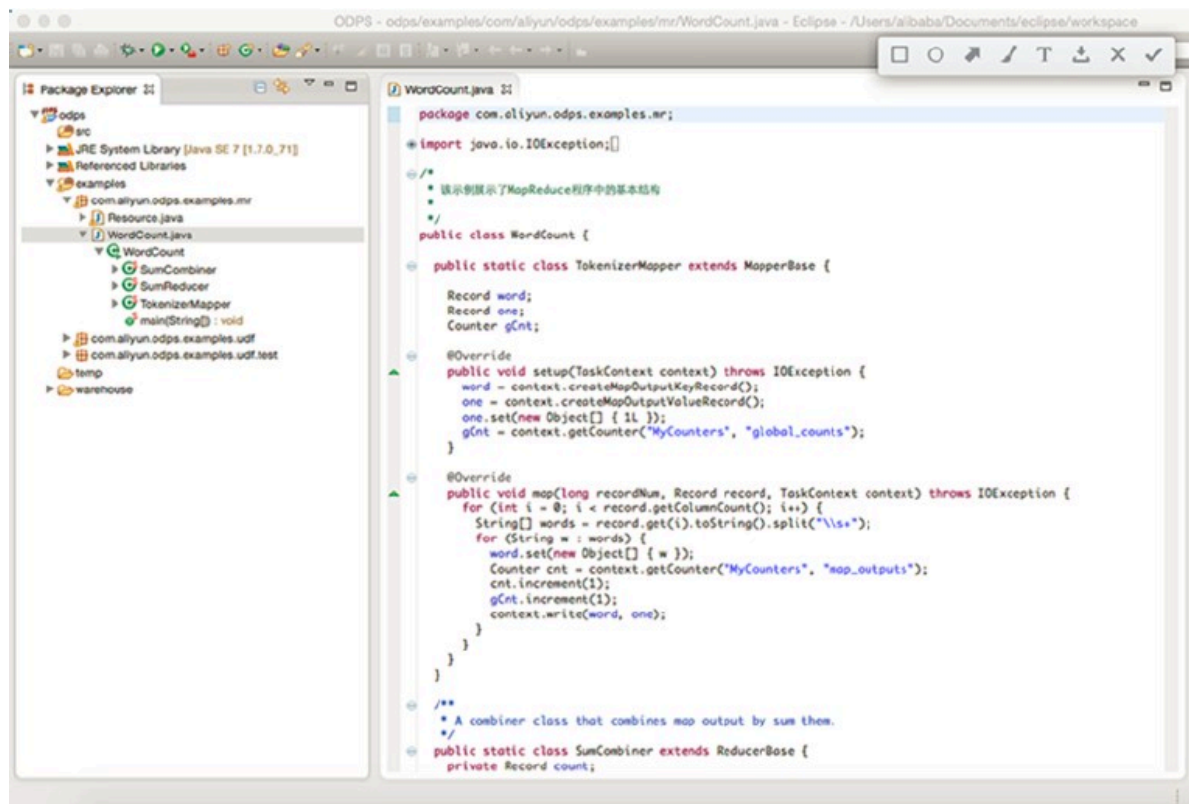 ODPS - odps/examples/com/aliyun/odps/examples/mr/WordCount.java - Eclipse - /Users/alibaba/Documents/eclipse/workspace
T
Package Explorer
odps
src
JRE System Library [Java SE 7 [1.7.0_71]]
Referenced Libraries
examples
com.aliyun.odps.examples.mr
Resource.java
WordCount.java
WordCount
SumCombiner
SumReducer
TokenizerMapper
main(String[]) : void
com.aliyun.odps.examples.udf
com.aliyun.odps.examples.udf.test
temp
warehouse
WordCount.java
package com.aliyun.odps.examples.mr;
import java.io.IOException;
/*
* 该示例展示了MapReduce程序中的基本结构
*
*/
public class WordCount {
public static class TokenizerMapper extends MapperBase {
Record word;
Record one;
Counter gCnt;
@Override
public void setup(TaskContext context) throws IOException {
word = context.createMapOutputKeyRecord();
one = context.createMapOutputValueRecord();
one.set(new Object[] { 1L });
gCnt = context.getCounter("MyCounters", "global_counts");
}
@Override
public void map(long recordNum, Record record, TaskContext context) throws IOException {
for (int i = 0; i < record.getColumnCount(); i++) {
String[] words = record.get(i).toString().split("\\s+");
for (String w : words) {
word.set(new Object[] { w });
Counter cnt = context.getCounter("MyCounters", "map_outputs");
cnt.increment(1);
gCnt.increment(1);
context.write(word, one);
}
}
}
}
/**
* A combiner class that combines map output by sum them.
*/
public static class SumCombiner extends ReducerBase {
private Record count;